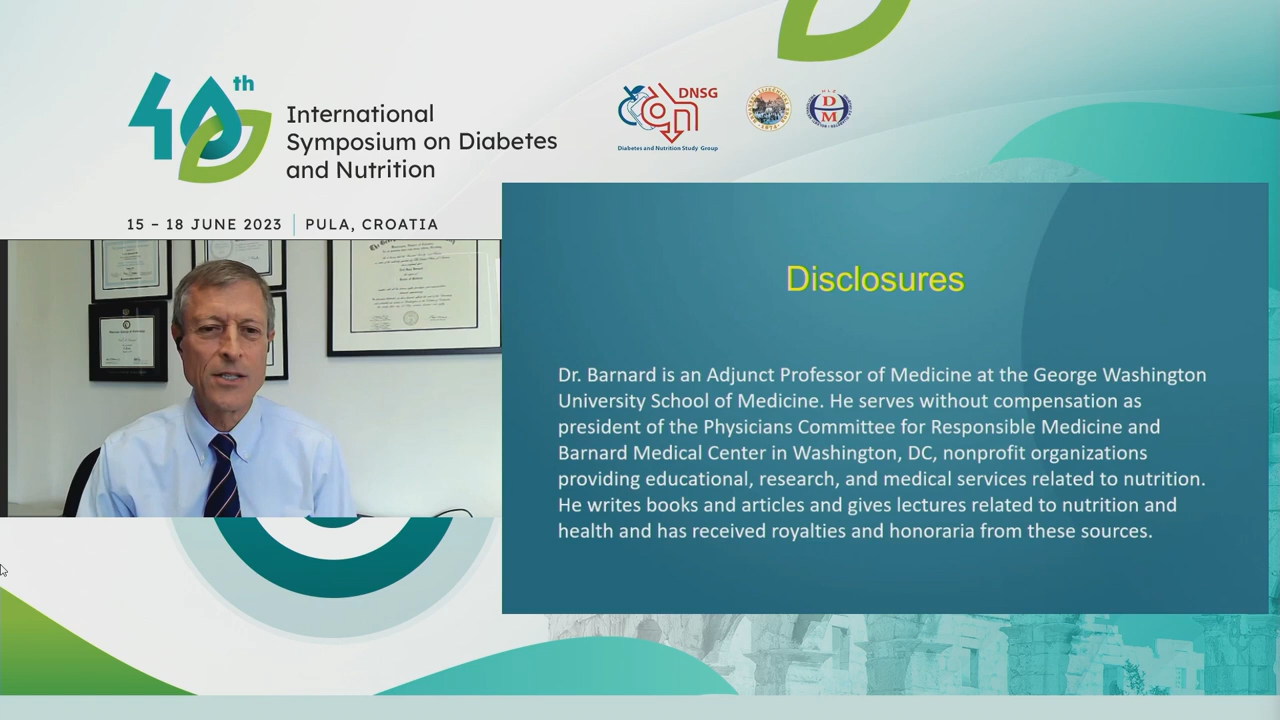 40th
International
Symposium on Diabetes
and Nutrition
15 – 18 JUNE 2023 | PULA, CROATIA
DNSG
Diabetes and Nutrition Study Group
DM
Disclosures
Dr. Barnard is an Adjunct Professor of Medicine at the George Washington
University School of Medicine. He serves without compensation as
president of the Physicians Committee for Responsible Medicine and
Barnard Medical Center in Washington, DC, nonprofit organizations
providing educational, research, and medical services related to nutrition.
He writes books and articles and gives lectures related to nutrition and
health and has received royalties and honoraria from these sources.